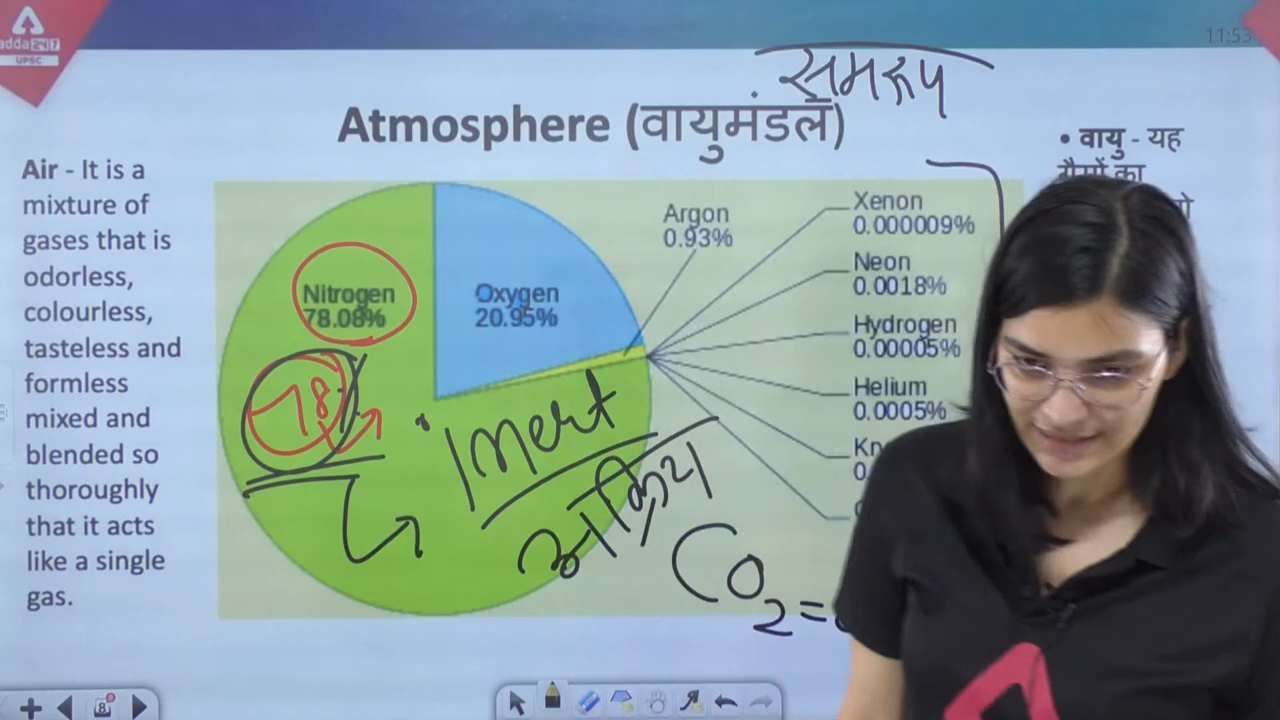 adda247
UPSC
11:53
समरूप
Atmosphere (वायुमंडल)
Air - It is a
mixture of
gases that is
odorless,
colourless,
tasteless and
formless
mixed and
blended so
thoroughly
that it acts
like a single
gas.
• वायु - यह
गैसों का
Nitrogen
78.08%
Oxygen
20.95%
Argon
0.93%
Xenon
0.000009%
Neon
0.0018%
Hydrogen
0.00005%
Helium
0.0005%
78%
inert
अक्रिय
CO2=
8